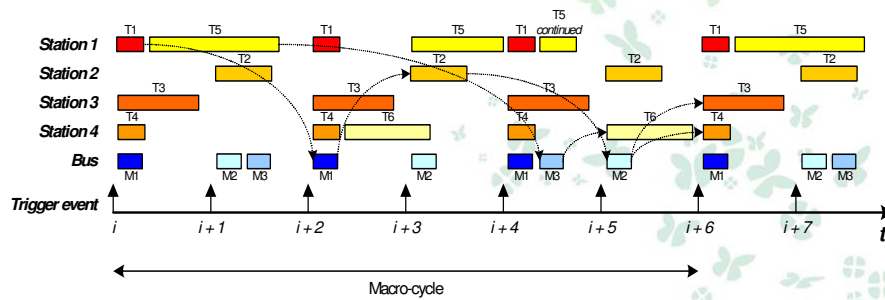 T5
continued
Station 1 T1 T5 T1 T5 T1 T1 T5
Station 2 T2 T2 T2 T2
Station 3 T3 T3 T3 T3
Station 4 T4 T4 T6 T4 T6 T4
Bus M1 M2 M3 M1 M2 M1 M3 M2 M1 M2 M3
Trigger event
i i + 1 i + 2 i + 3 i + 4 i + 5 i + 6 i + 7 t
Macro-cycle